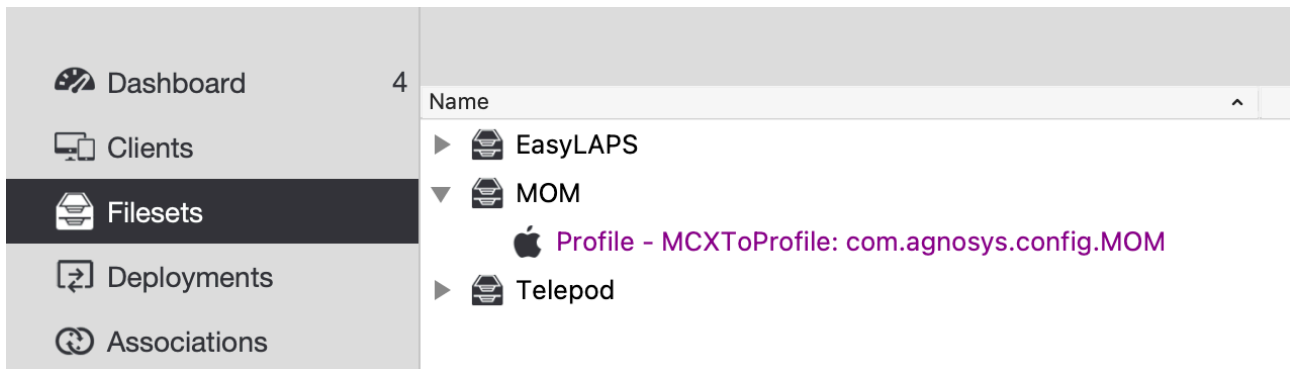 Dashboard 4
Clients
Filesets
Deployments
Associations
Name
EasyLAPS
MOM
Profile - MCXToProfile: com.agnosys.config.MOM
Telepod